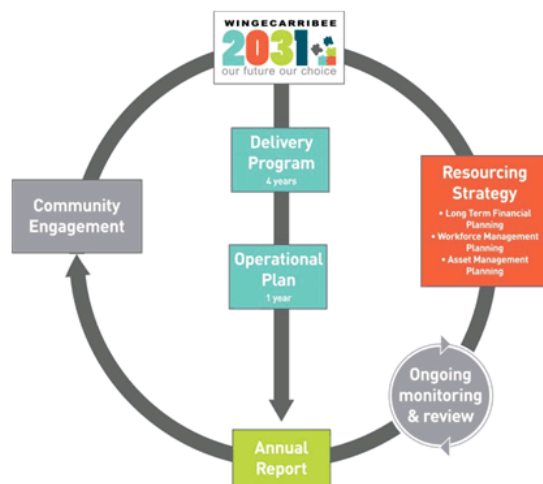 WINGECARRIBEE
2031
our future our choice
Delivery
Program
4 years
Community
Engagement
Resourcing
Strategy
• Long Term Financial
Planning
• Workforce Management
Planning
• Asset Management
Planning
Operational
Plan
1 year
Ongoing
monitoring
& review
Annual
Report